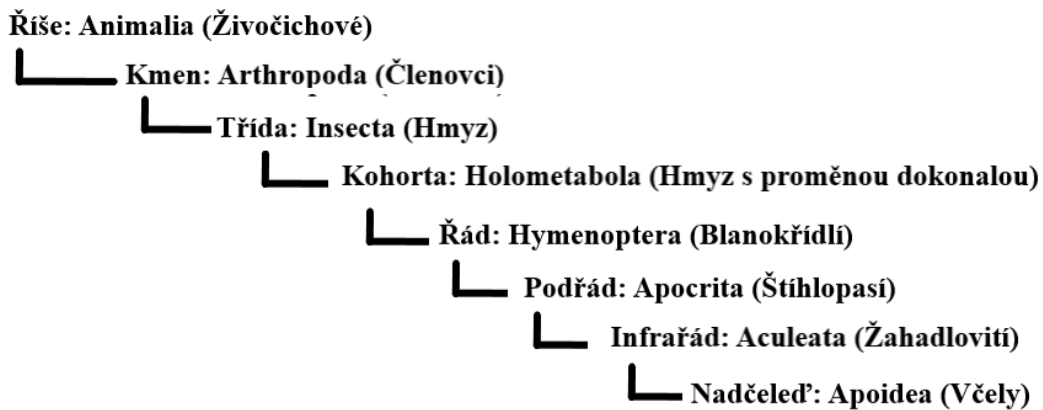 Říše: Animalia (Živočichové)
Kmen: Arthropoda (Členovci)
Třída: Insecta (Hmyz)
Kohorta: Holometabola (Hmyz s proměnou dokonalou)
Řád: Hymenoptera (Blanokřídlí)
Podřád: Apocrita (Štíhlopasí)
Infrařád: Aculeata (Žahadlovití)
Nadčeleď: Apoidea (Včely)